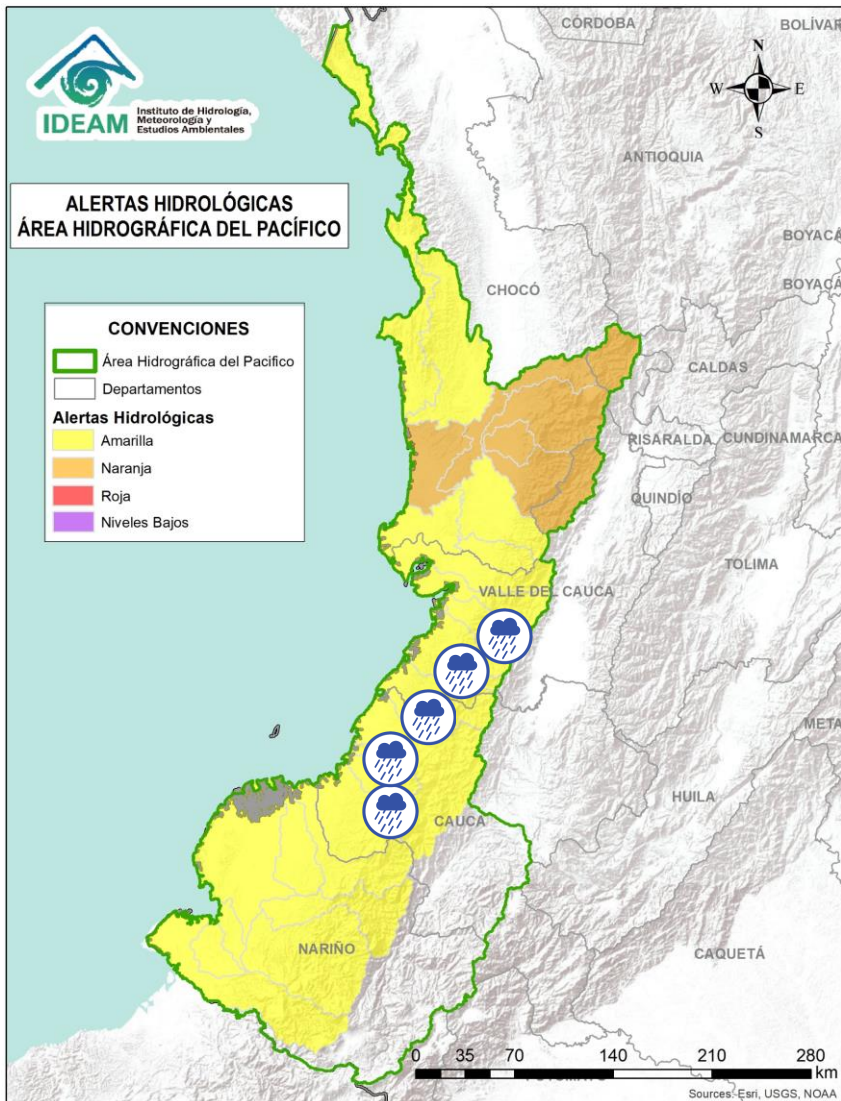 IDEAM
Instituto de Hidrología,
Meteorología y
Estudios Ambientales
ALERTAS HIDROLÓGICAS
ÁREA HIDROGRÁFICA DEL PACÍFICO
CONVENCIONES
Área Hidrográfica del Pacifico
Departamentos
Alertas Hidrológicas
Amarilla
Naranja
Roja
Niveles Bajos
N
W
E
S
CÓRDOBA
BOLÍVAR
ANTIOQUIA
BOYACÁ
BOYACÁ
CHOCÓ
CALDAS
RISARALDA
CUNDINAMARCA
QUINDÍO
TOLIMA
VALLE DEL CAUCA
META
HUILA
CAUCA
NARIÑO
CAQUETÁ
0 35 70 140 210 280
km
Sources: Esri, USGS, NOAA